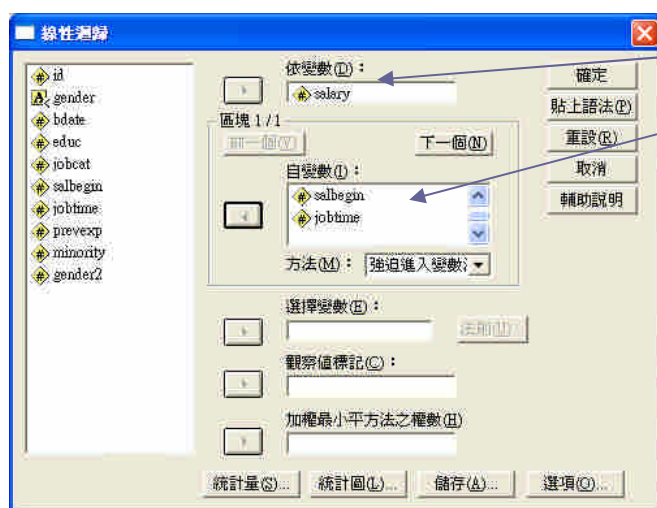 線性迴歸
id
gender
bdate
educ
jobcat
salbegin
jobtime
prevexp
minority
gender2
依變數(D)：
salary
區塊 1 / 1
前一個(V)
下一個(N)
自變數(I)：
salbegin
jobtime
方法(M)：
強迫進入變數
選擇變數(E)：
法則(U)
觀察值標記(C)：
加權最小平方法之權數(H)
確定
貼上語法(P)
重設(R)
取消
輔助說明
統計量(S)...
統計圖(L)...
儲存(A)...
選項(O)...